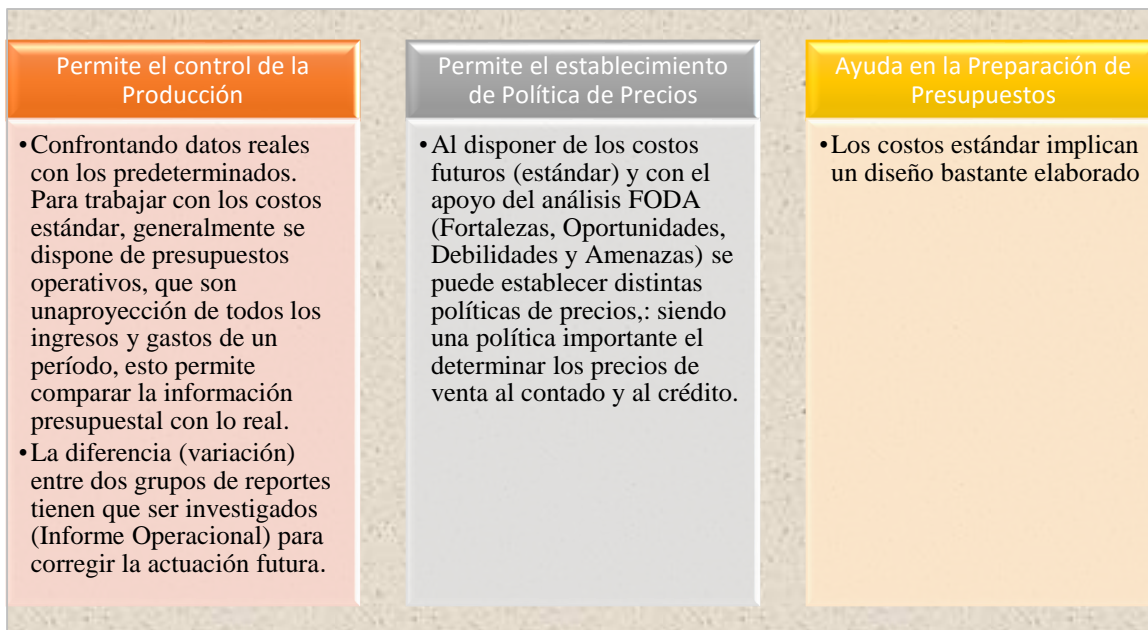 Permite el control de la
Producción
•Confrontando datos reales
con los predeterminados.
Para trabajar con los costos
estándar, generalmente se
dispone de presupuestos
operativos, que son
unaproyección de todos los
ingresos y gastos de un
período, esto permite
comparar la información
presupuestal con lo real.
•La diferencia (variación)
entre dos grupos de reportes
tienen que ser investigados
(Informe Operacional) para
corregir la actuación futura.
Permite el establecimiento
de Política de Precios
•Al disponer de los costos
futuros (estándar) y con el
apoyo del análisis FODA
(Fortalezas, Oportunidades,
Debilidades y Amenazas) se
puede establecer distintas
políticas de precios,: siendo
una política importante el
determinar los precios de
venta al contado y al crédito.
Ayuda en la Preparación de
Presupuestos
•Los costos estándar implican
un diseño bastante elaborado